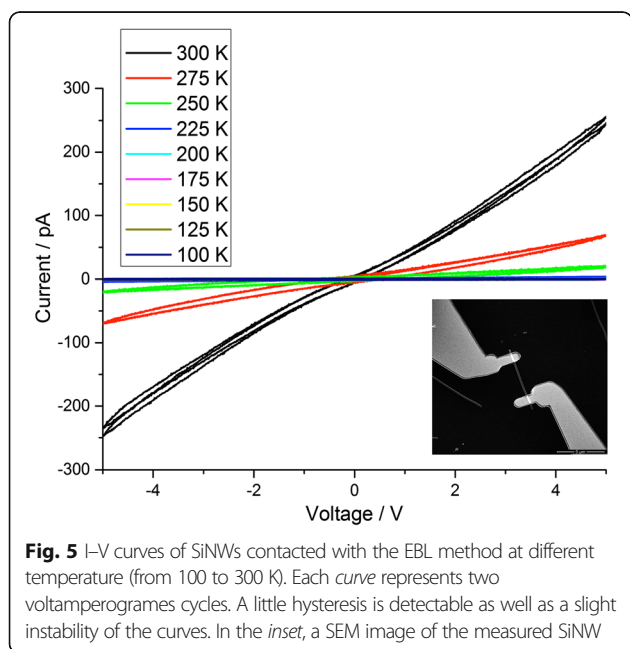 300 K
275 K
250 K
225 K
200 K
175 K
150 K
125 K
100 K
300
200
100
0
-100
-200
-300
Current / pA
-4
-2
0
2
4
Voltage / V
Fig. 5 I–V curves of SiNWs contacted with the EBL method at different
temperature (from 100 to 300 K). Each curve represents two
voltamperogrames cycles. A little hysteresis is detectable as well as a slight
instability of the curves. In the inset, a SEM image of the measured SiNW